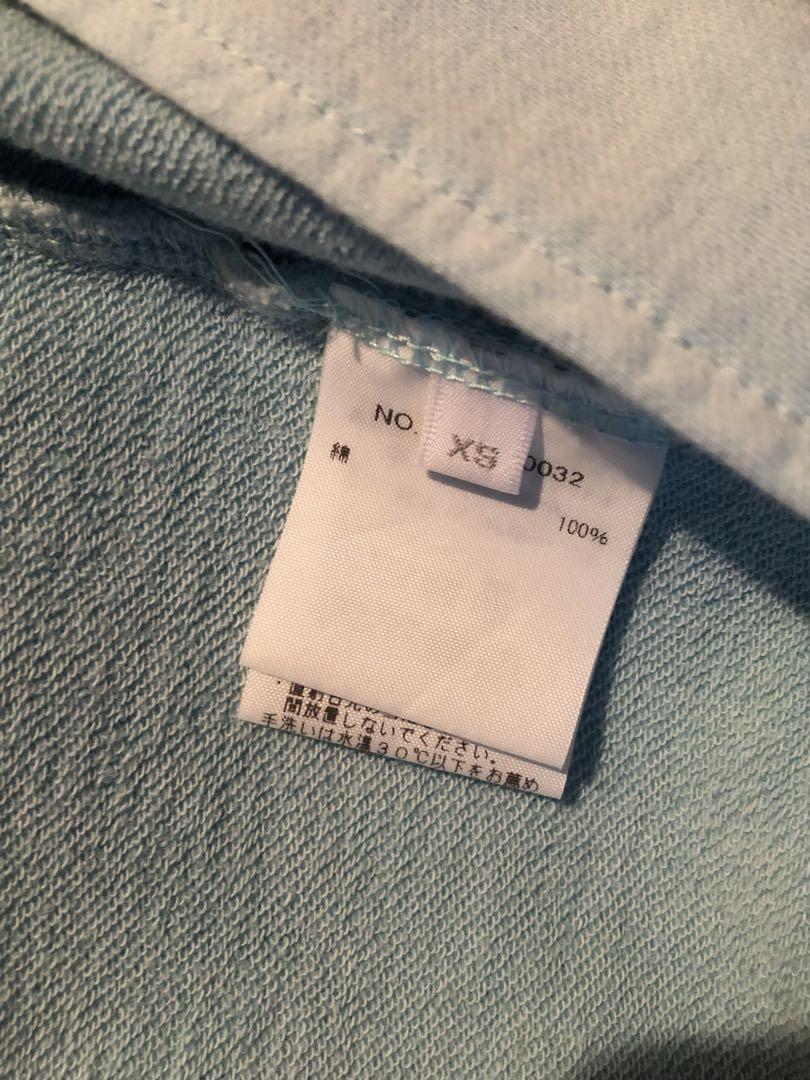 NO.
XS
0032
綿
100%
間放置しないでください。
手洗いは水温30℃以下をお薦め